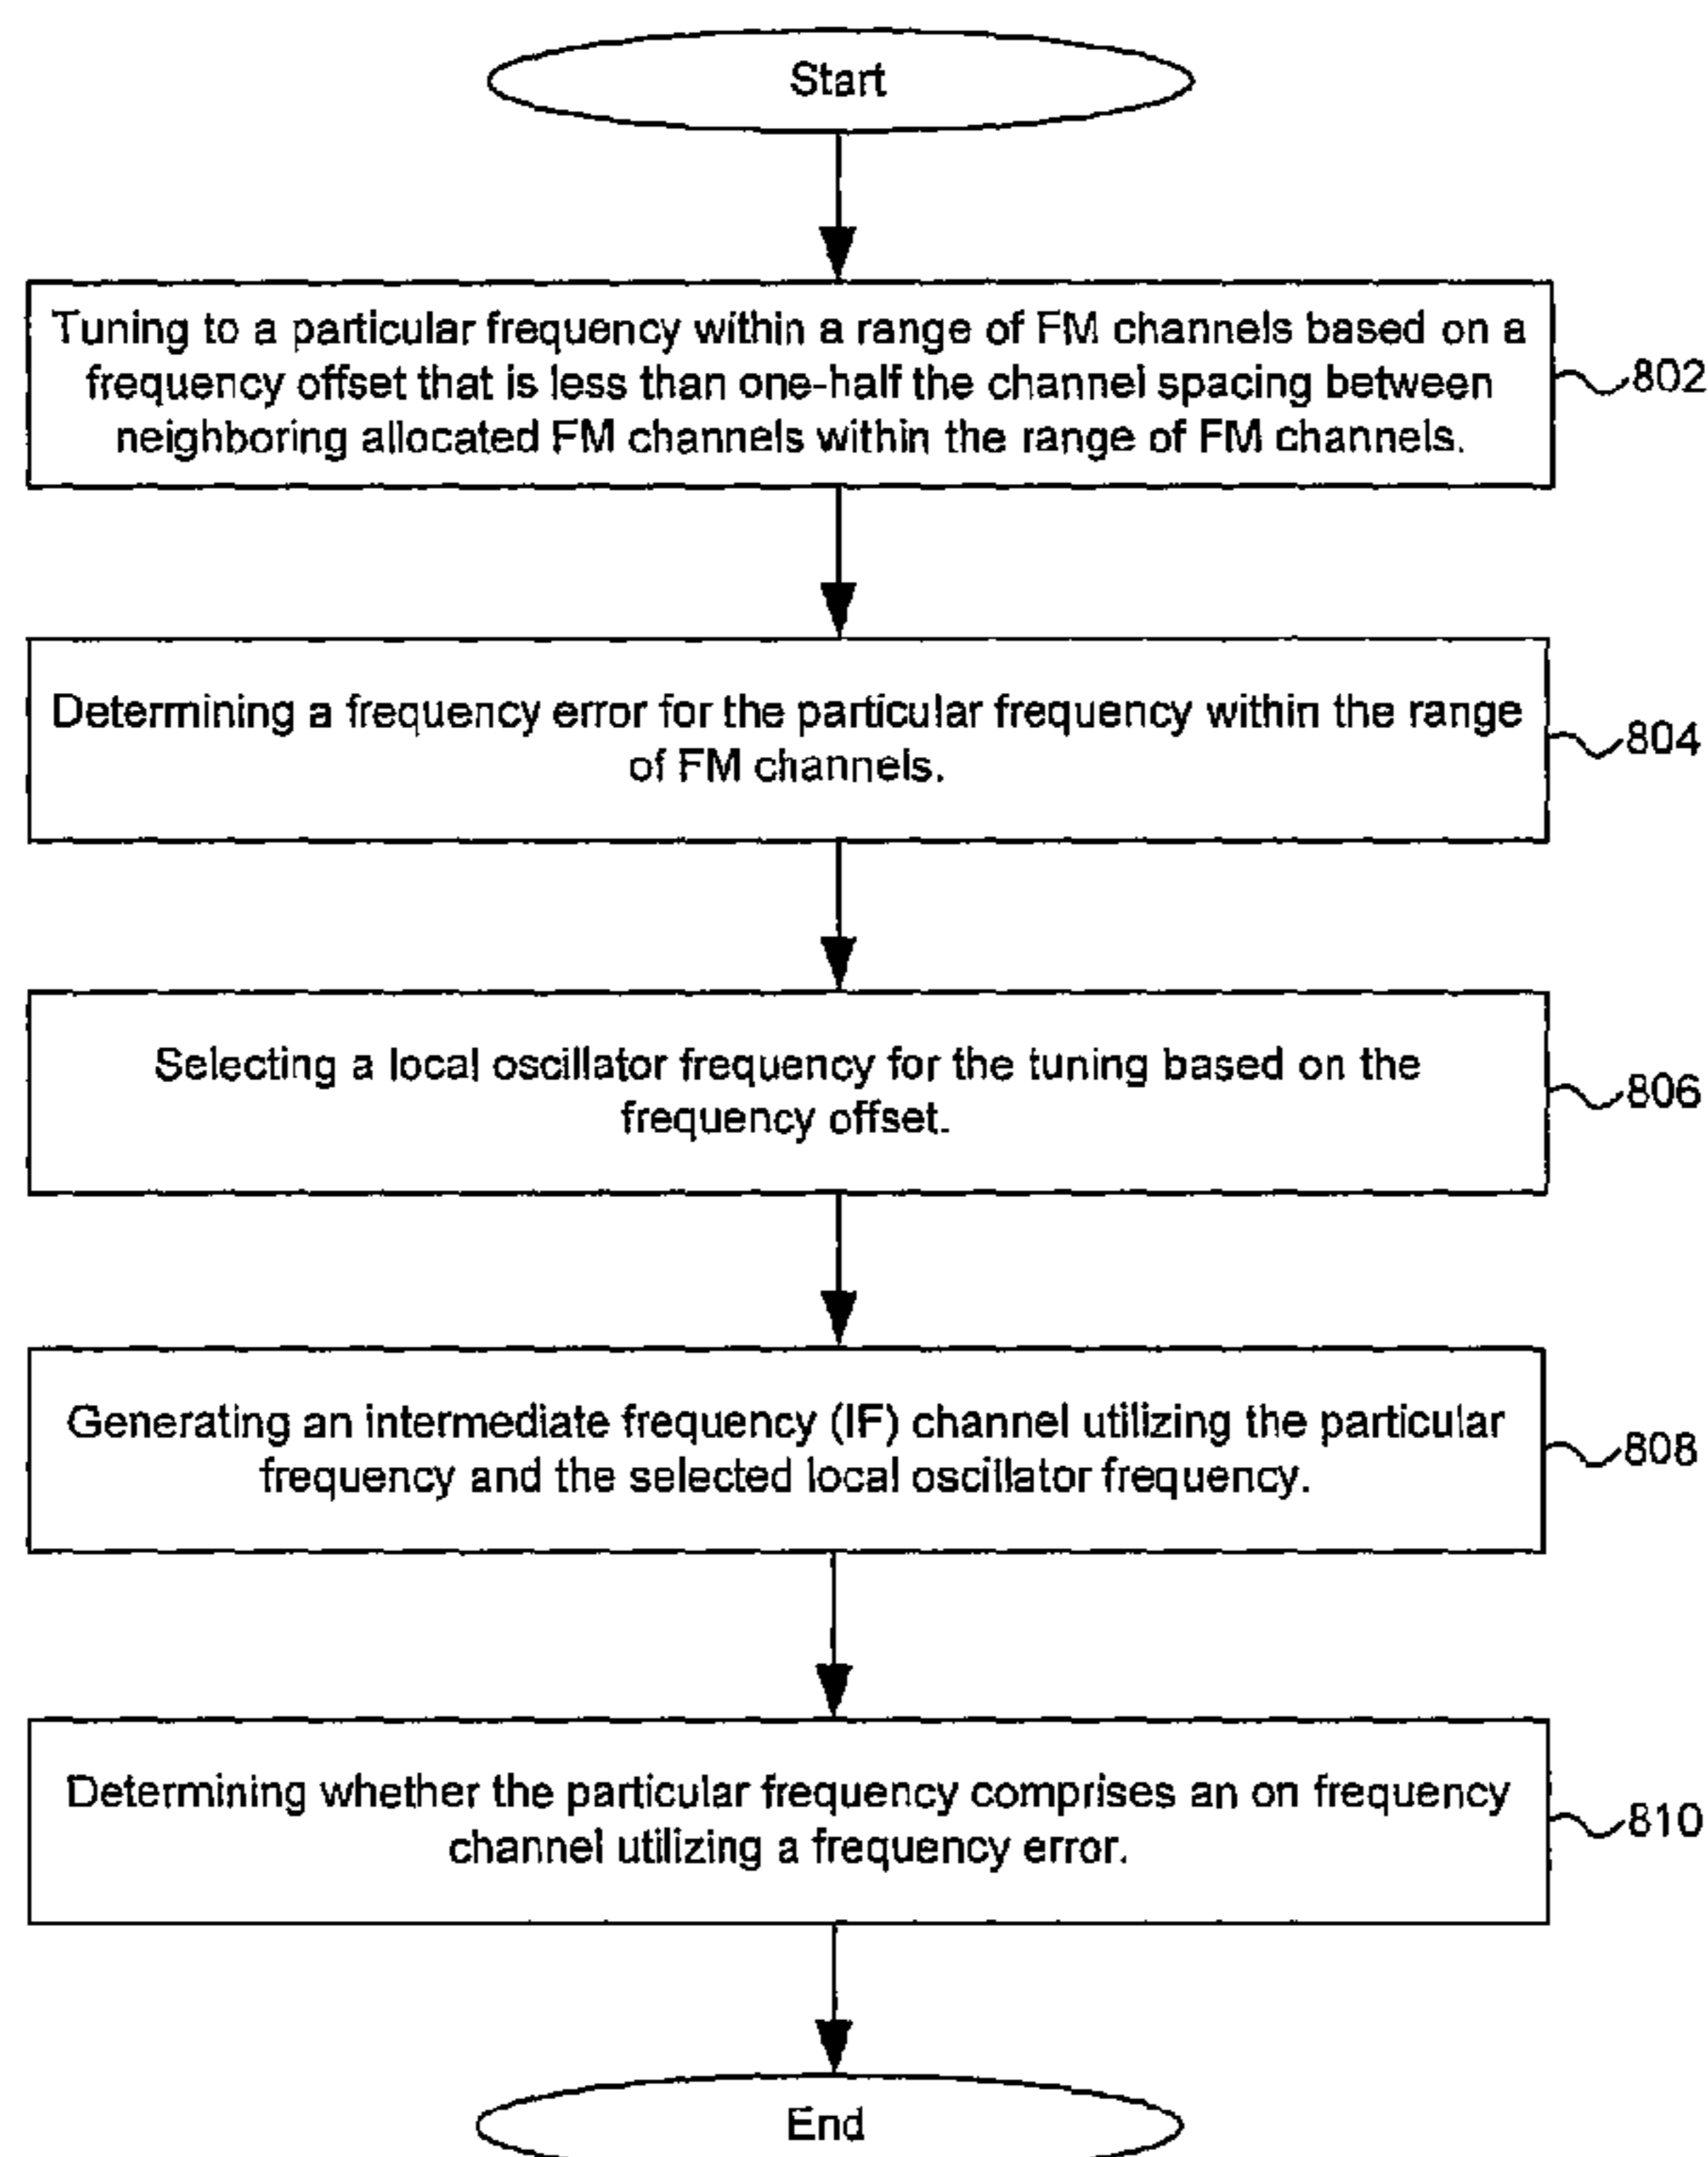 Start
Tuning to a particular frequency within a range of FM channels based on a
frequency offset that is less than one-half the channel spacing between
neighboring allocated FM channels within the range of FM channels.
802
Determining a frequency error for the particular frequency within the range
of FM channels.
804
Selecting a local oscillator frequency for the tuning based on the
frequency offset.
806
Generating an intermediate frequency (IF) channel utilizing the particular
frequency and the selected local oscillator frequency.
808
Determining whether the particular frequency comprises an on frequency
channel utilizing a frequency error.
810
End